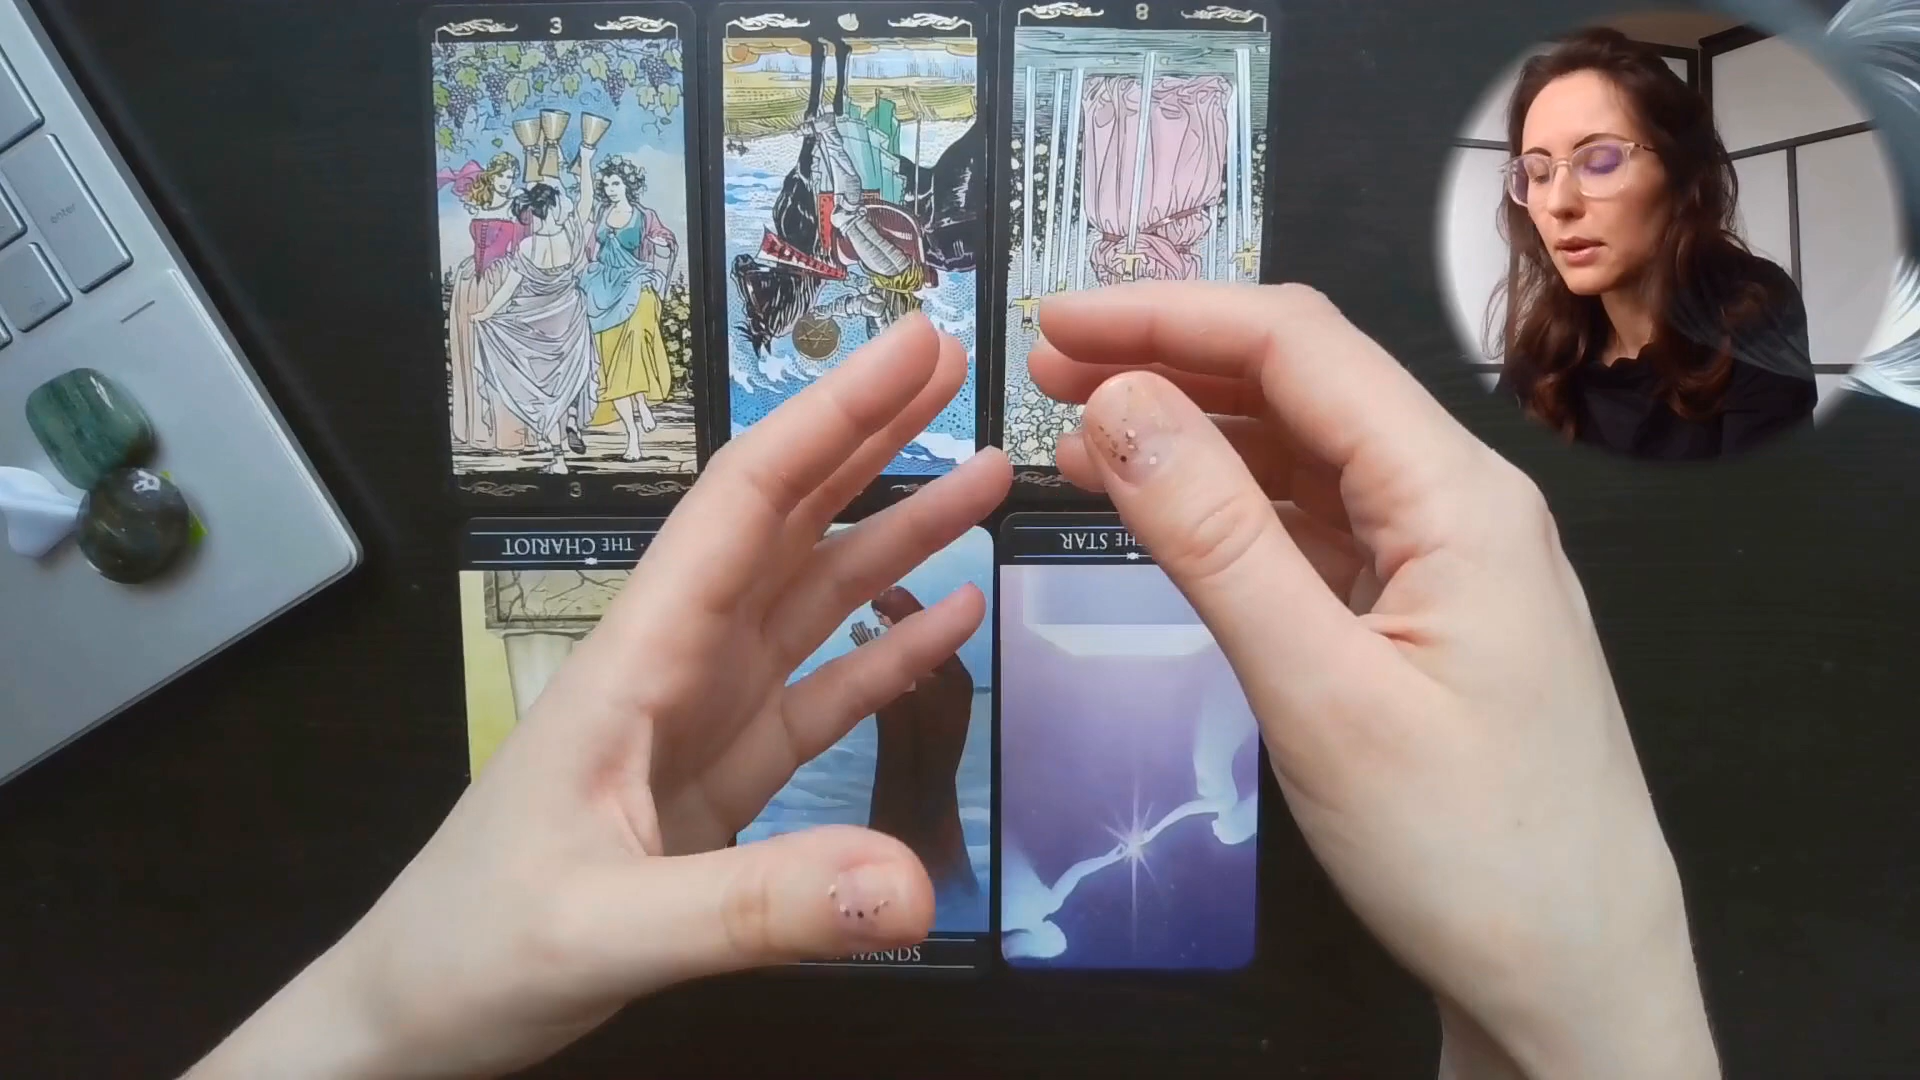 3
8
3
enter
· THE CHARIOT
THE STAR
WANDS